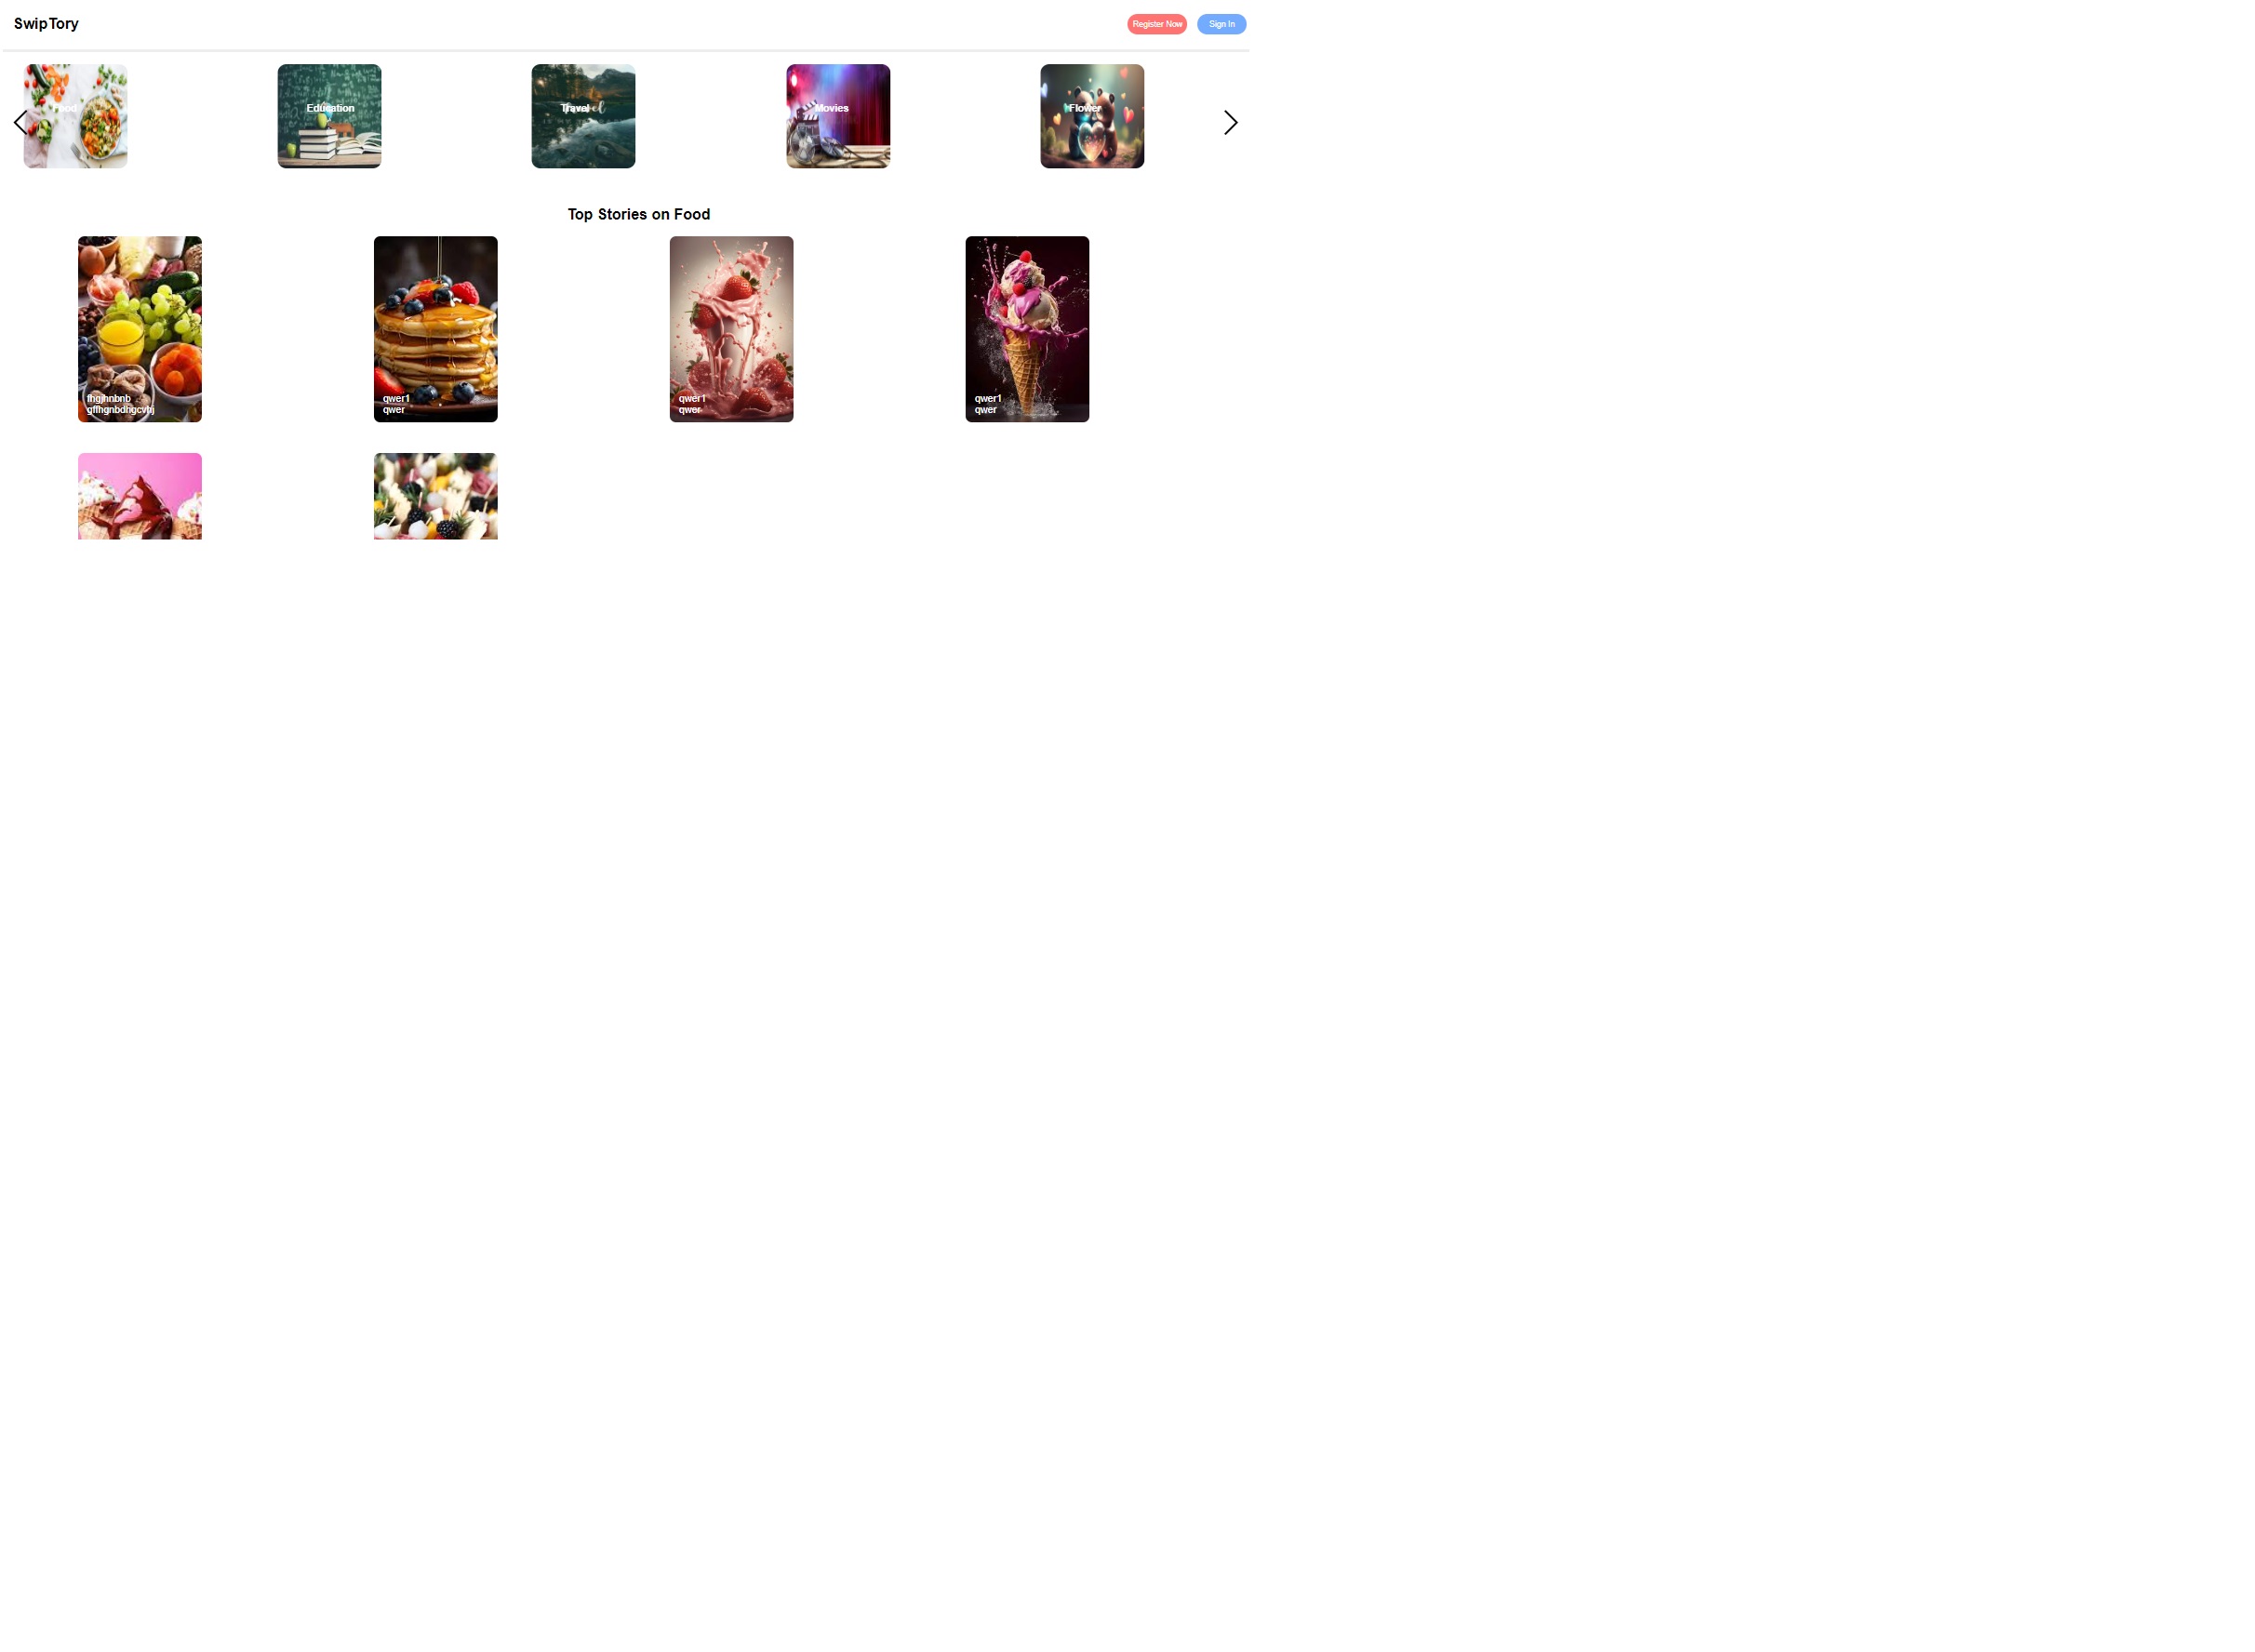 SwipTory
Register Now
Sign In
Food
Education
Travel
Movies
Flower
Top Stories on Food
fhgjhnbnb
qwer1
qwer
qwer1
qwer
qwer1
qwer